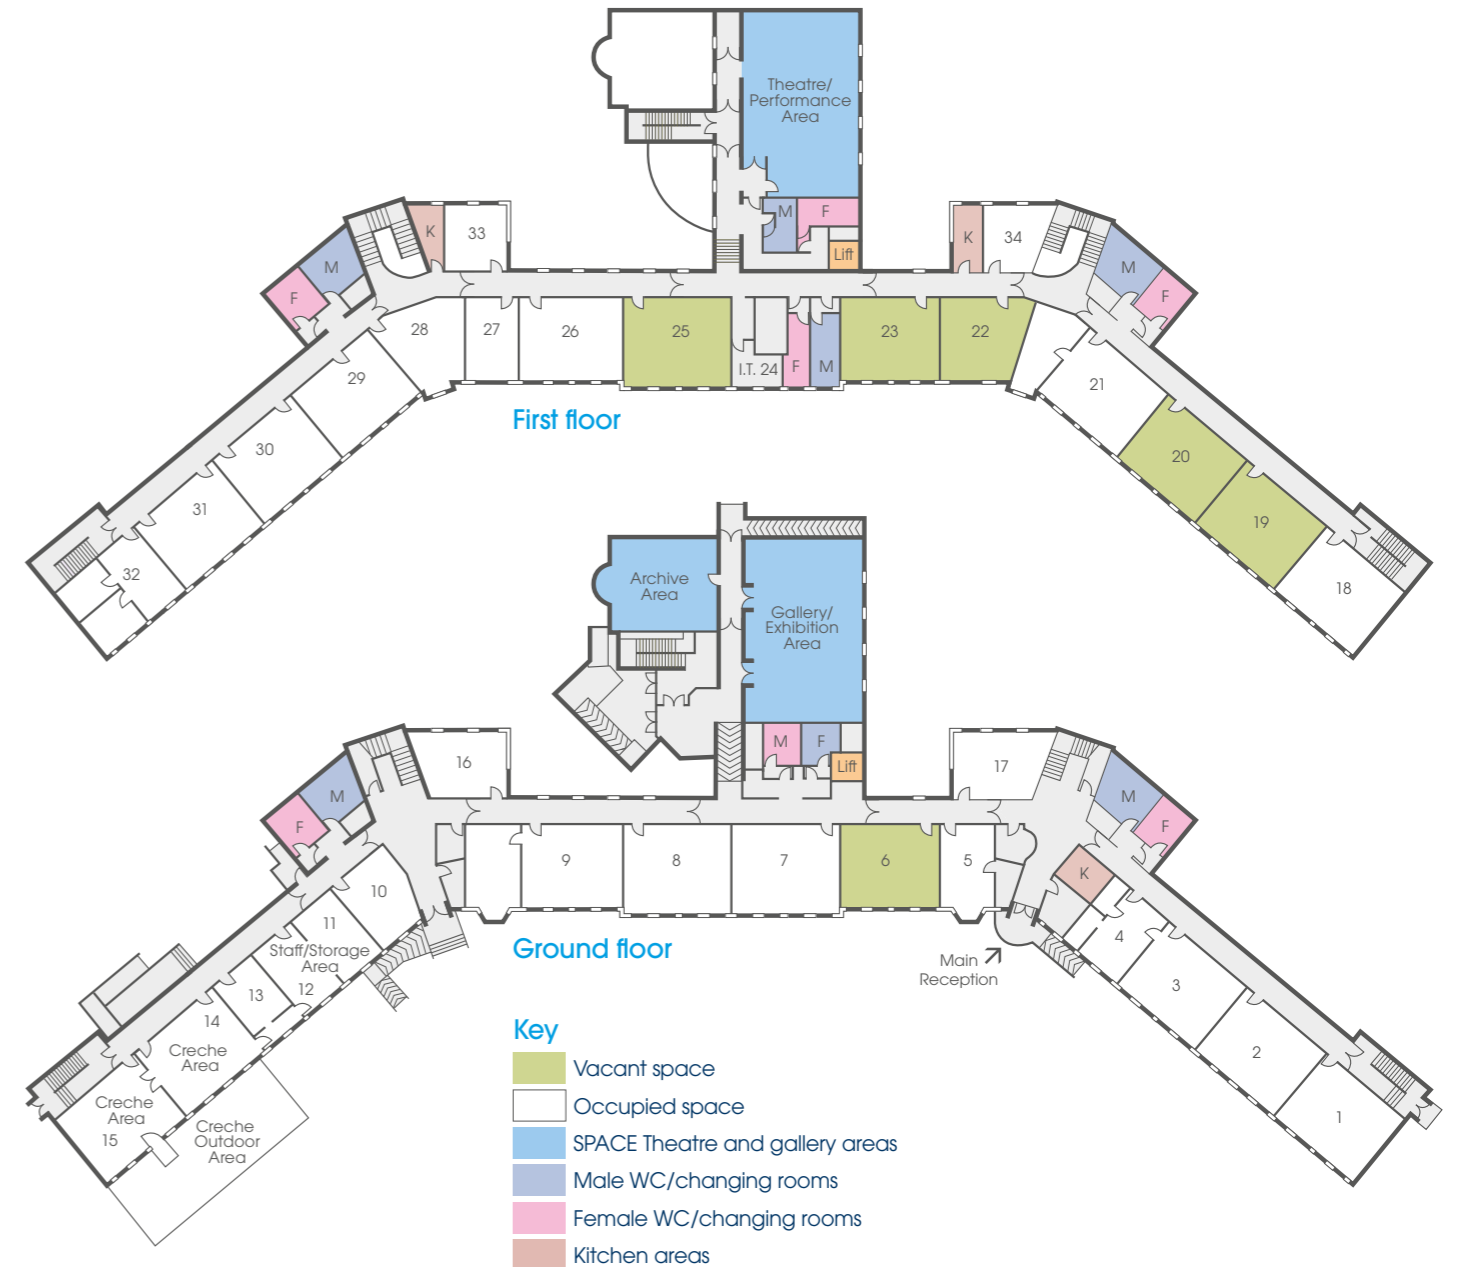 Theatre/
Performance
Area
M
F
Lift
K
33
K
34
M
F
M
F
28
27
26
25
I.T. 24
F
M
23
22
21
29
30
31
32
20
19
18
First floor
Archive
Area
Gallery/
Exhibition
Area
M
F
Lift
16
17
M
F
M
F
9
8
7
6
5
K
10
11
Staff/Storage
Area
12
13
14
Creche
Area
Creche
Area
15
Creche
Outdoor
Area
4
3
2
1
Ground floor
Main
Reception
Key
Vacant space
Occupied space
SPACE Theatre and gallery areas
Male WC/changing rooms
Female WC/changing rooms
Kitchen areas